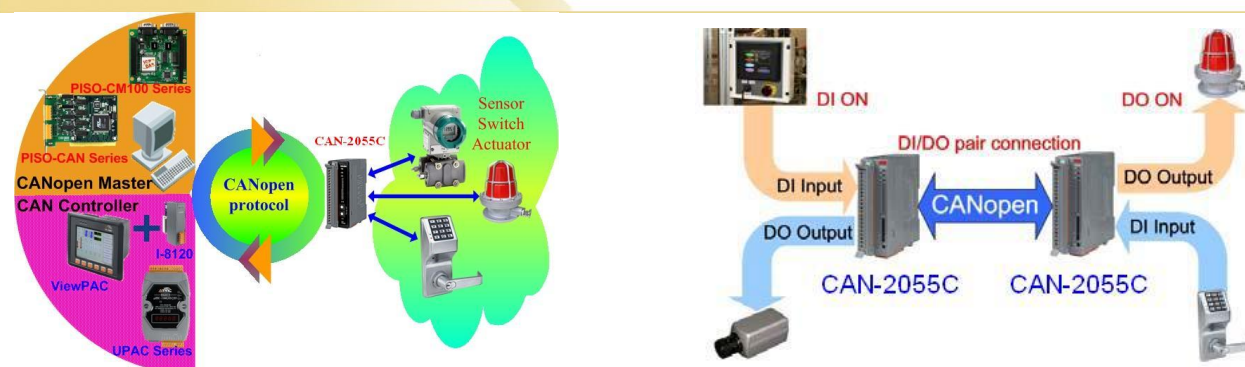 PISO-CM100 Series
PISO-CAN Series
CANopen Master
CAN Controller
I-8120
ViewPAC
UPAC Series
CANopen
protocol
CAN-2055C
Sensor
Switch
Actuator
DI ON
DO ON
DI/DO pair connection
DI Input
DO Output
CANopen
DO Output
DI Input
CAN-2055C
CAN-2055C